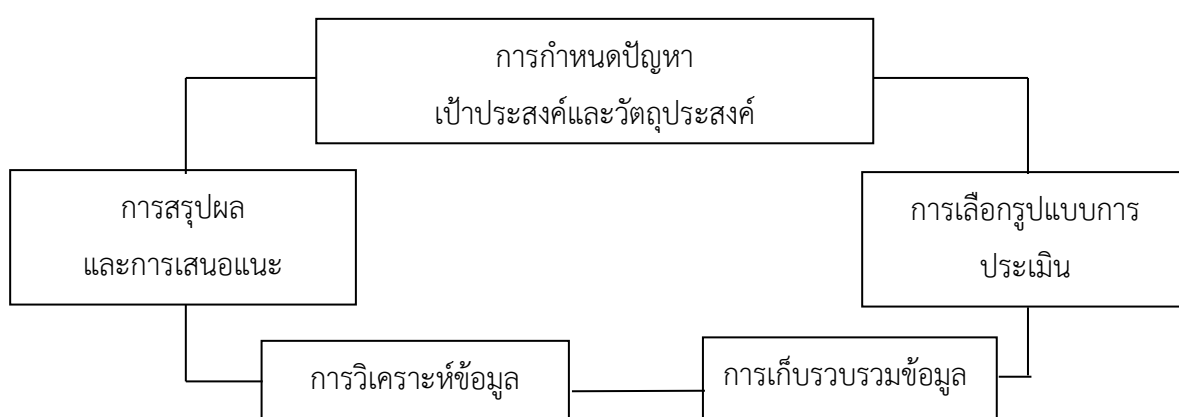 การกำหนดปัญหา
เป้าประสงค์และวัตถุประสงค์
การสรุปผล
และการเสนอแนะ
การเลือกรูปแบบการ
ประเมิน
การวิเคราะห์ข้อมูล
การเก็บรวบรวมข้อมูล